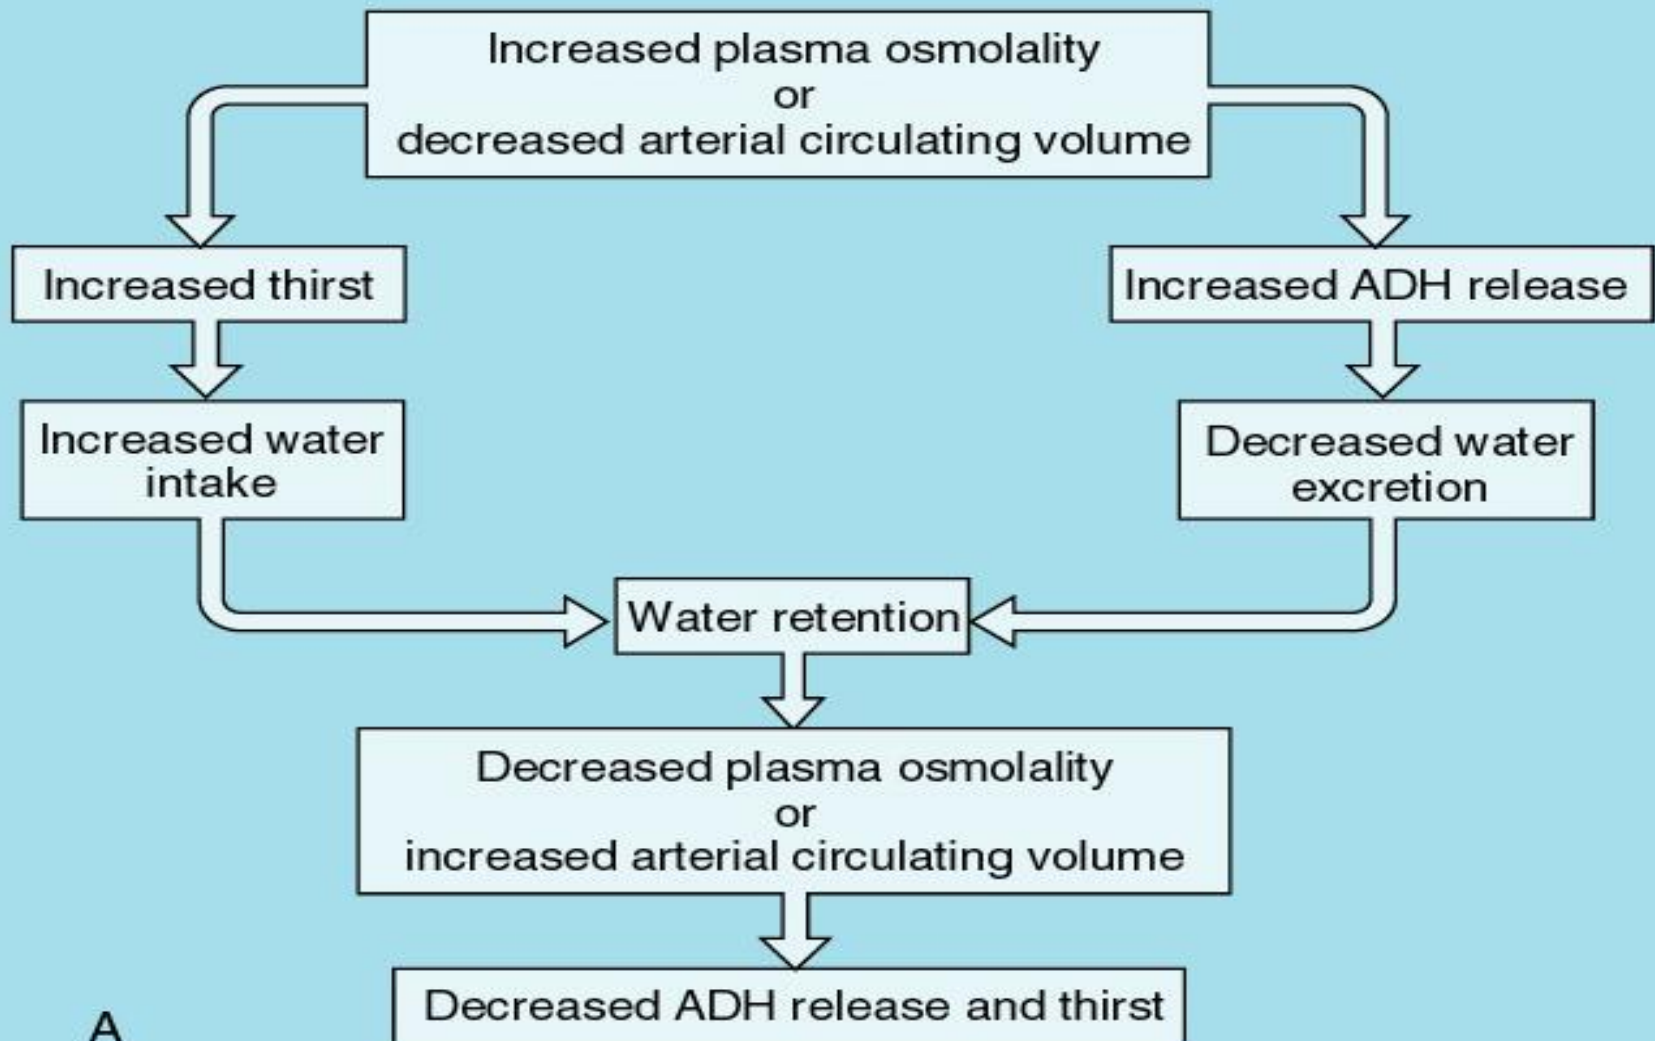 Increased plasma osmolality
or
decreased arterial circulating volume
Increased thirst
Increased ADH release
Increased water
intake
Decreased water
excretion
Water retention
Decreased plasma osmolality
or
increased arterial circulating volume
Decreased ADH release and thirst
A